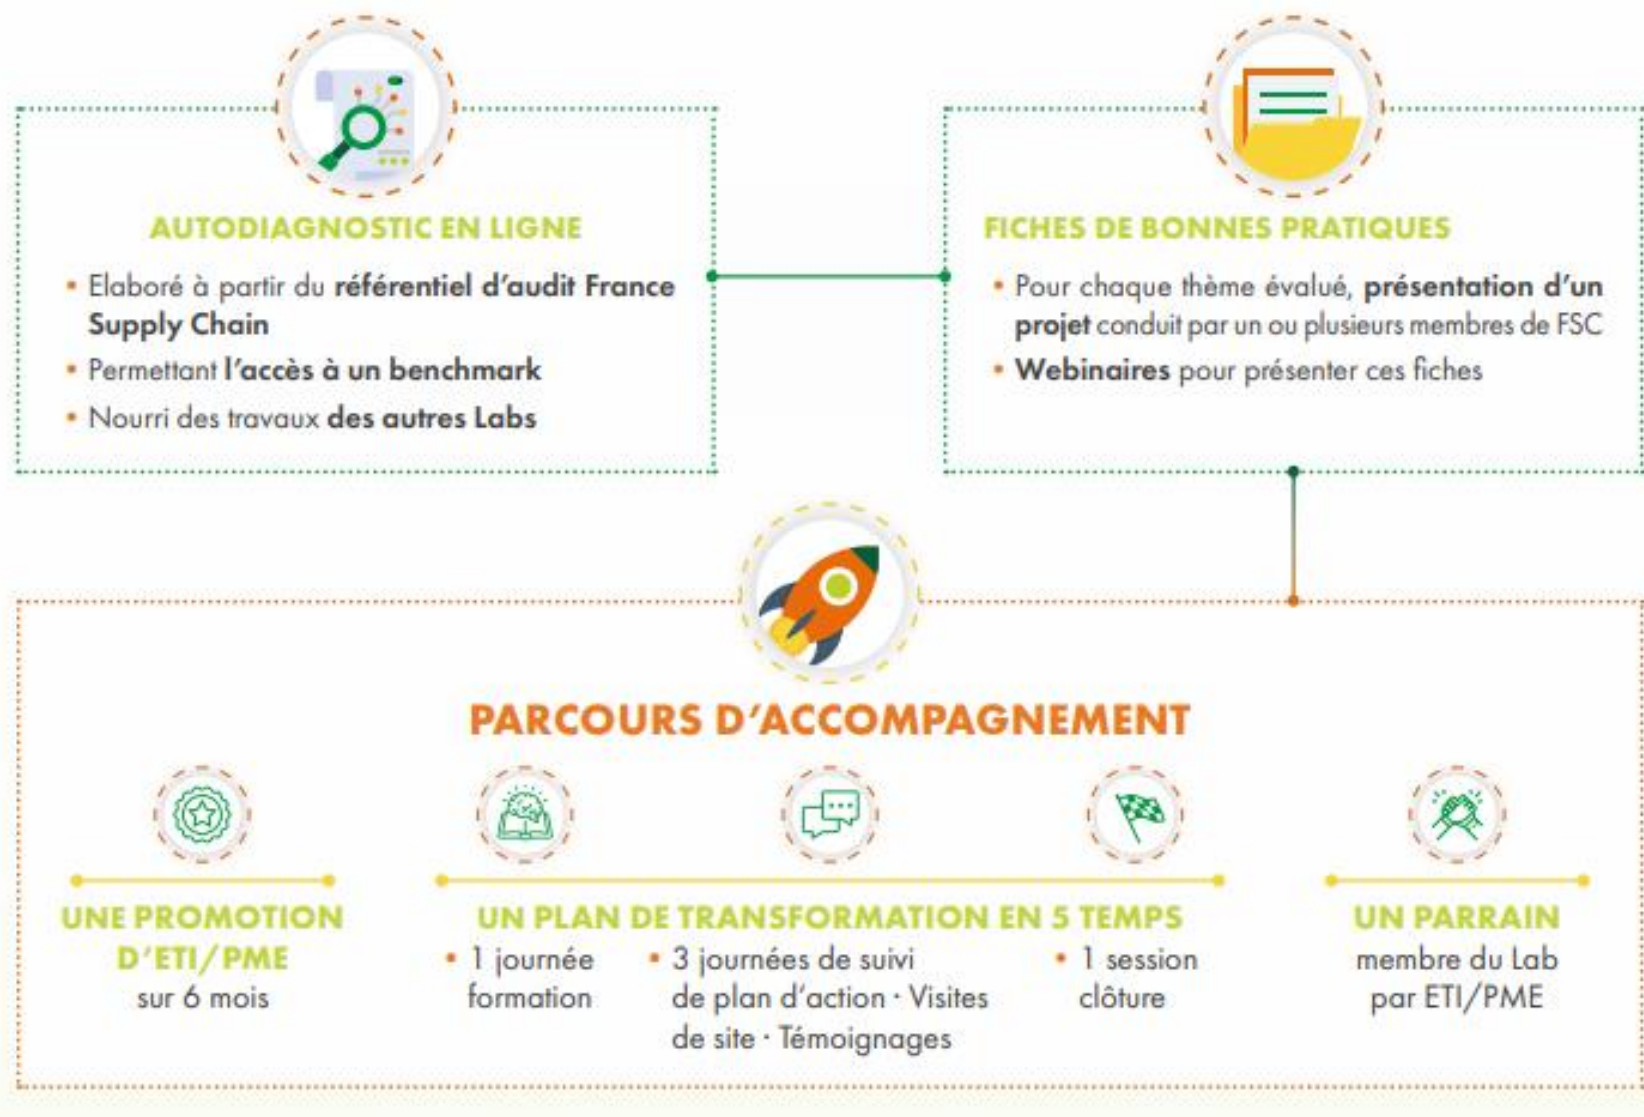 AUTODIAGNOSTIC EN LIGNE
• Elaboré à partir du référentiel d'audit France
Supply Chain
• Permettant l'accès à un benchmark
• Nourri des travaux des autres Labs
FICHES DE BONNES PRATIQUES
• Pour chaque thème évalué, présentation d'un
projet conduit par un ou plusieurs membres de FSC
• Webinaires pour présenter ces fiches
PARCOURS D'ACCOMPAGNEMENT
UNE PROMOTION
D'ETI/PME
sur 6 mois
UN PLAN DE TRANSFORMATION EN 5 TEMPS
• 1 journée
formation
• 3 journées de suivi
de plan d'action · Visites
de site · Témoignages
• 1 session
clôture
UN PARRAIN
membre du Lab
par ETI/PME